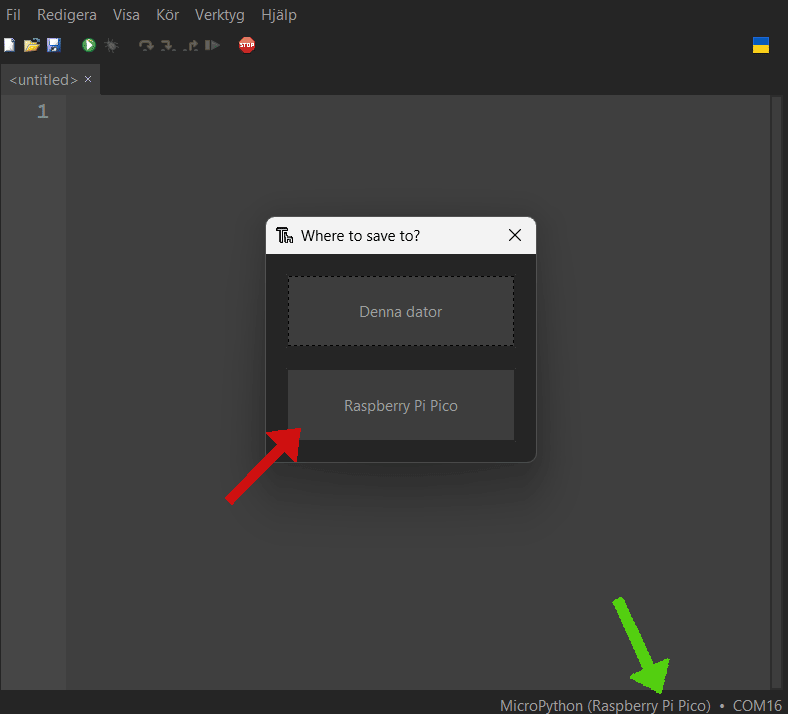 Fil Redigera Visa Kör Verktyg Hjälp
STOP
<untitled> ×
1
Th Where to save to?
Denna dator
Raspberry Pi Pico
MicroPython (Raspberry Pi Pico) • COM16